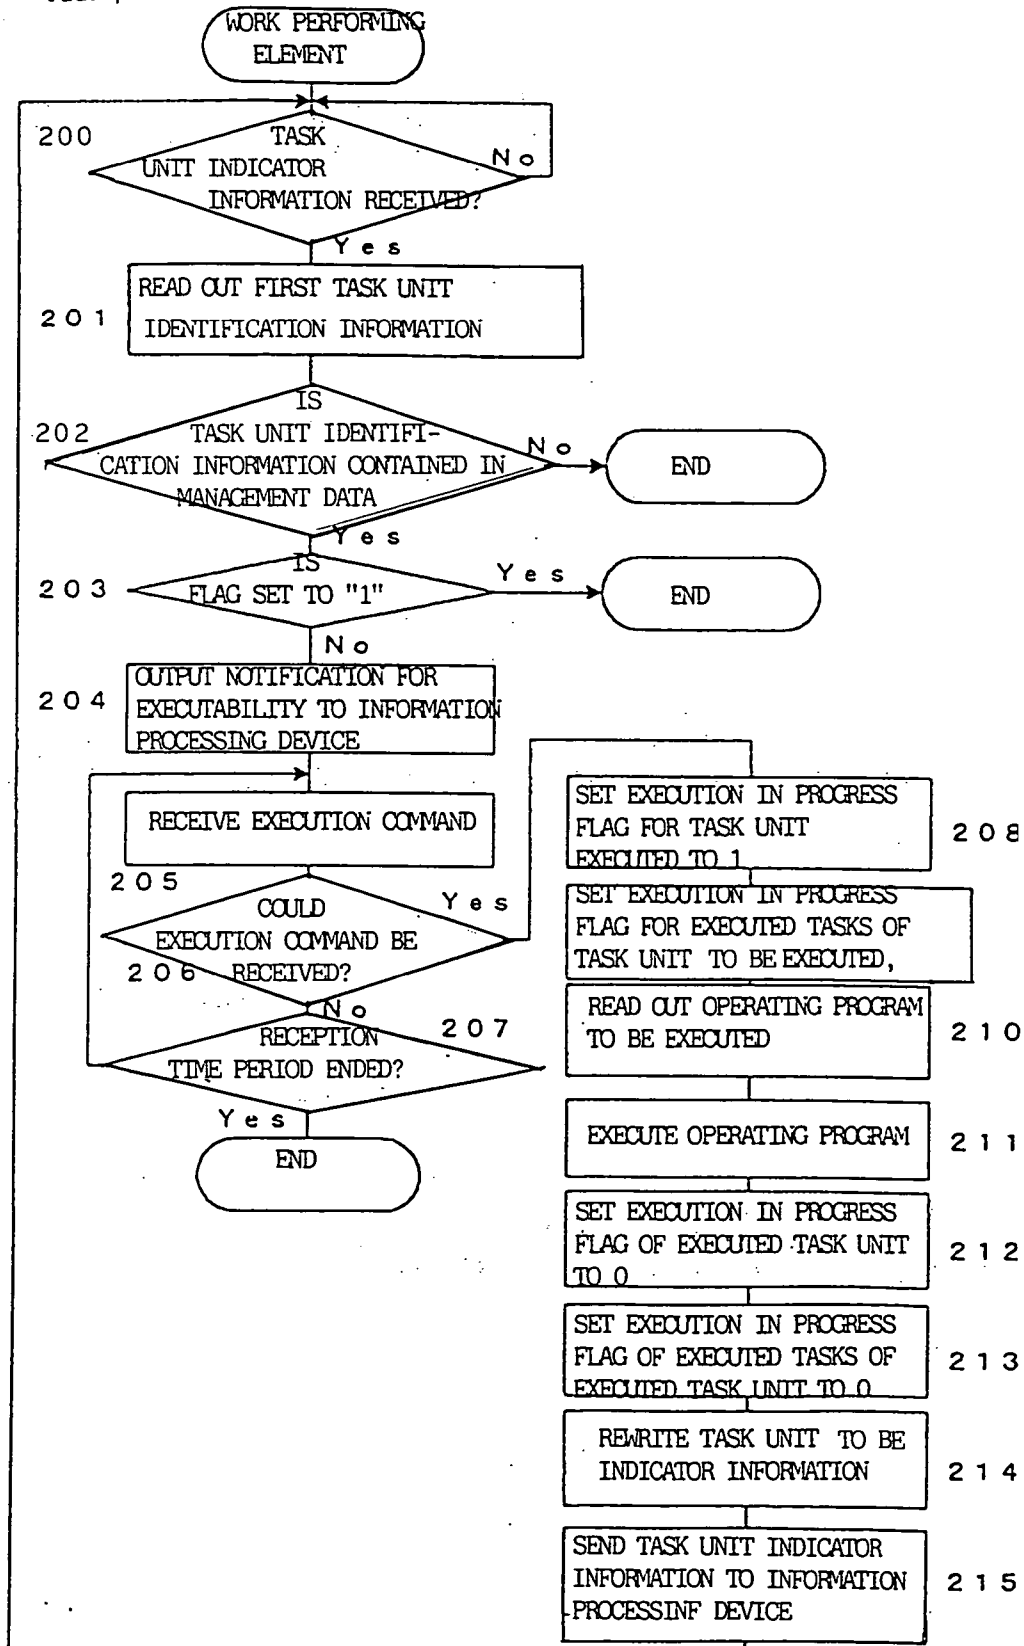 WORK PERFORMING
ELEMENT
200
TASK
UNIT INDICATOR
INFORMATION RECEIVED?
No
Yes
201
READ OUT FIRST TASK UNIT
IDENTIFICATION INFORMATION
202
IS
TASK UNIT IDENTIFI-
CATION INFORMATION CONTAINED IN
MANAGEMENT DATA
No
END
Yes
203
IS
FLAG SET TO "1"
Yes
END
No
204
OUTPUT NOTIFICATION FOR
EXECUTABILITY TO INFORMATION
PROCESSING DEVICE
RECEIVE EXECUTION COMMAND
205
COULD
EXECUTION COMMAND BE
RECEIVED?
206
Yes
No
207
RECEPTION
TIME PERIOD ENDED?
Yes
END
SET EXECUTION IN PROGRESS
FLAG FOR TASK UNIT
EXECUTED TO 1
208
SET EXECUTION IN PROGRESS
FLAG FOR EXECUTED TASKS OF
TASK UNIT TO BE EXECUTED,
READ OUT OPERATING PROGRAM
TO BE EXECUTED
210
EXECUTE OPERATING PROGRAM
211
SET EXECUTION IN PROGRESS
FLAG OF EXECUTED TASK UNIT
TO 0
212
SET EXECUTION IN PROGRESS
FLAG OF EXECUTED TASKS OF
EXECUTED TASK UNIT TO 0
213
REWRITE TASK UNIT TO BE
INDICATOR INFORMATION
214
SEND TASK UNIT INDICATOR
INFORMATION TO INFORMATION
PROCESSINF DEVICE
215